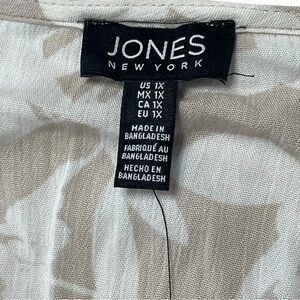 JONES
NEW YORK
US 1X
MX 1X
CA 1X
EU 1X
MADE IN
BANGLADESH
FABRIQUÉ AU
BANGLADESH
HECHO EN
BANGLADESH